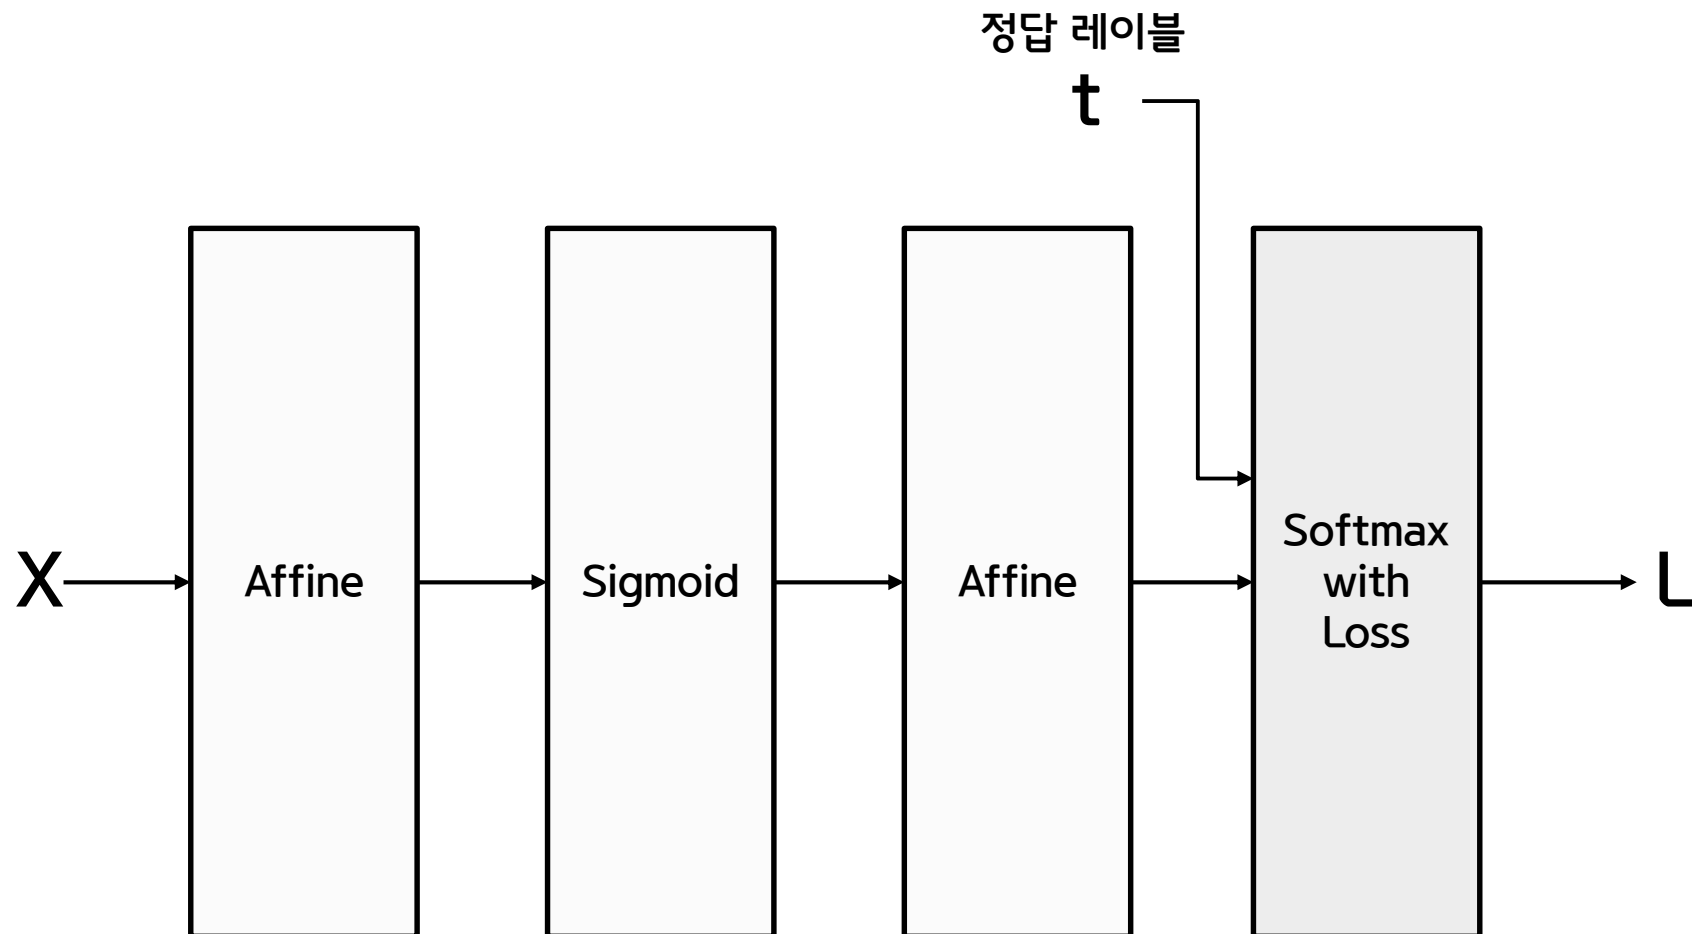 정답 레이블
t
X
Affine
Sigmoid
Affine
Softmax
with
Loss
L